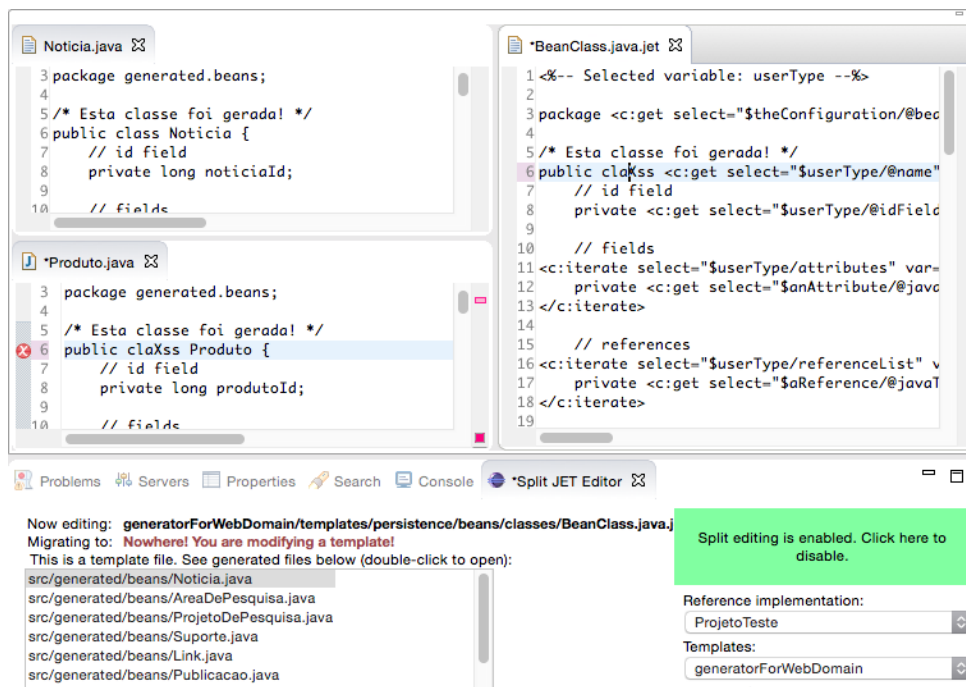 Noticia.java
3 package generated.beans;
4
5 /* Esta classe foi gerada! */
6 public class Noticia {
7 // id field
8 private long noticiaId;
9
10 // fields
*Produto.java
3 package generated.beans;
4
5 /* Esta classe foi gerada! */
6 public claXss Produto {
7 // id field
8 private long produtoId;
9
10 // fields
*BeanClass.java.jet
1 <%-- Selected variable: userType --%>
2
3 package <c:get select="$theConfiguration/@bea
4
5 /* Esta classe foi gerada! */
6 public claXss <c:get select="$userType/@name"
7 // id field
8 private <c:get select="$userType/@idField
9
10 // fields
11 <c:iterate select="$userType/attributes" var=
12 private <c:get select="$anAttribute/@java
13 </c:iterate>
14
15 // references
16 <c:iterate select="$userType/referenceList" v
17 private <c:get select="$aReference/@javaT
18 </c:iterate>
19
Problems Servers Properties Search Console *Split JET Editor
Now editing: generatorForWebDomain/templates/persistence/beans/classes/BeanClass.java.j
Migrating to: Nowhere! You are modifying a template!
This is a template file. See generated files below (double-click to open):
src/generated/beans/Noticia.java
src/generated/beans/AreaDePesquisa.java
src/generated/beans/ProjetoDePesquisa.java
src/generated/beans/Suporte.java
src/generated/beans/Link.java
src/generated/beans/Publicacao.java
Split editing is enabled. Click here to
disable.
Reference implementation:
ProjetoTeste
Templates:
generatorForWebDomain